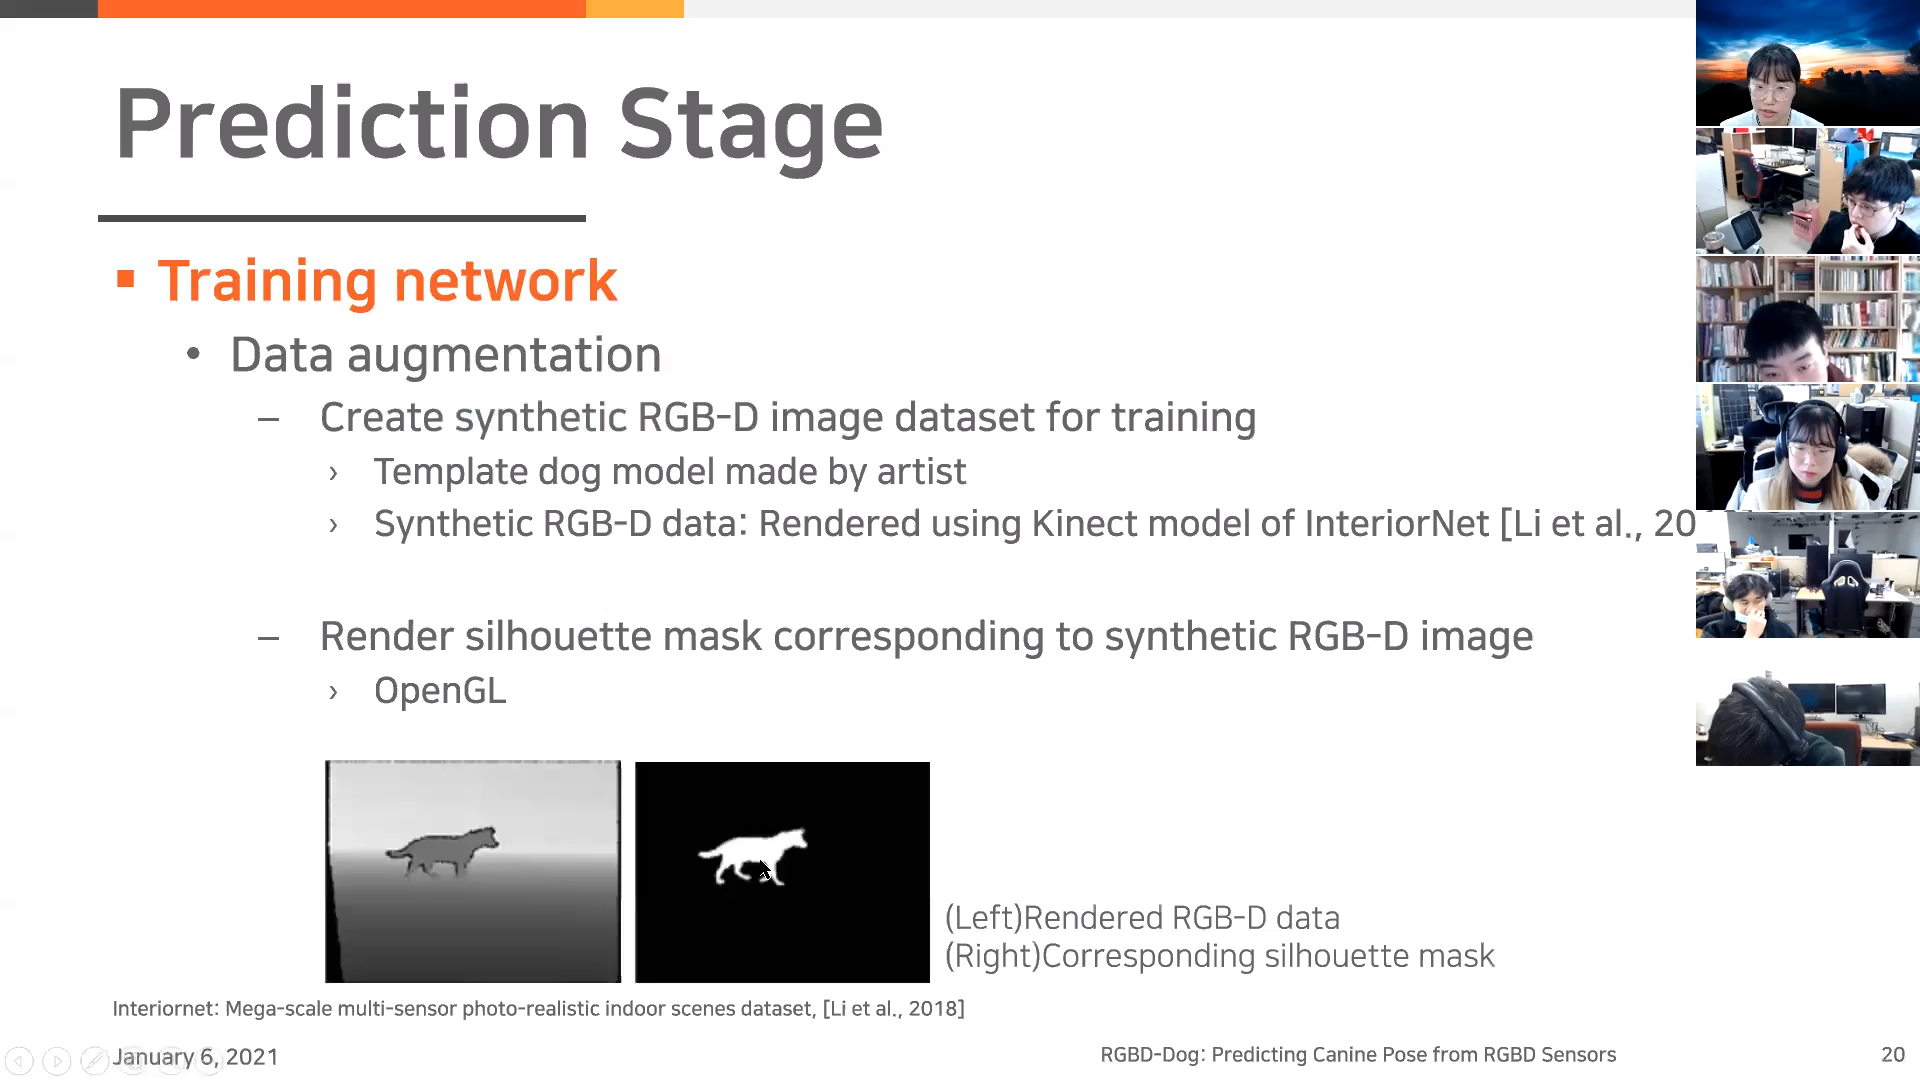 Prediction Stage
▪ Training network
• Data augmentation
– Create synthetic RGB-D image dataset for training
› Template dog model made by artist
› Synthetic RGB-D data: Rendered using Kinect model of InteriorNet [Li et al., 20
– Render silhouette mask corresponding to synthetic RGB-D image
› OpenGL
(Left)Rendered RGB-D data
(Right)Corresponding silhouette mask
Interiornet: Mega-scale multi-sensor photo-realistic indoor scenes dataset, [Li et al., 2018]
January 6, 2021
RGBD-Dog: Predicting Canine Pose from RGBD Sensors
20